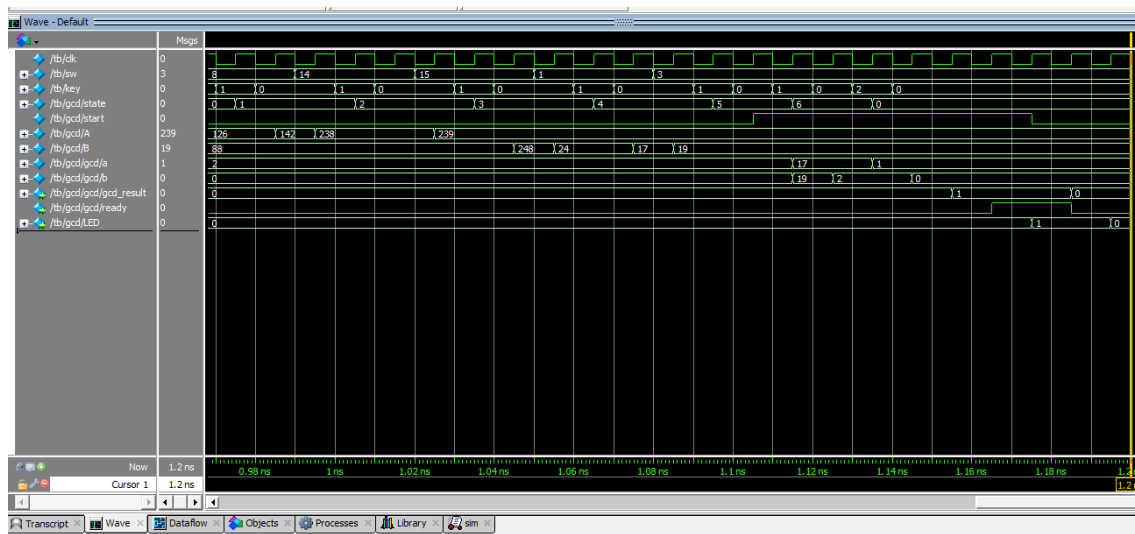 Wave - Default
Msgs
/tb/clk 0
/tb/sw 3 8 14 15 1 3
/tb/key 0 1 0 1 0 1 0 1 0 1 0 1 0 2 0
/tb/gcd/state 0 0 1 2 3 4 5 6 0
/tb/gcd/start 0
/tb/gcd/A 239 126 142 238 239
/tb/gcd/B 19 88 248 24 17 19
/tb/gcd/gcd/a 1 2 17 1
/tb/gcd/gcd/b 0 0 19 2 0
/tb/gcd/gcd/gcd_result 0 0 1 0
/tb/gcd/gcd/ready 0
/tb/gcd/LED 0 0 1 0
Now 1.2 ns 0.98 ns 1 ns 1.02 ns 1.04 ns 1.06 ns 1.08 ns 1.1 ns 1.12 ns 1.14 ns 1.16 ns 1.18 ns 1.2
Cursor 1 1.2 ns 1.2
Transcript Wave Dataflow Objects Processes Library sim